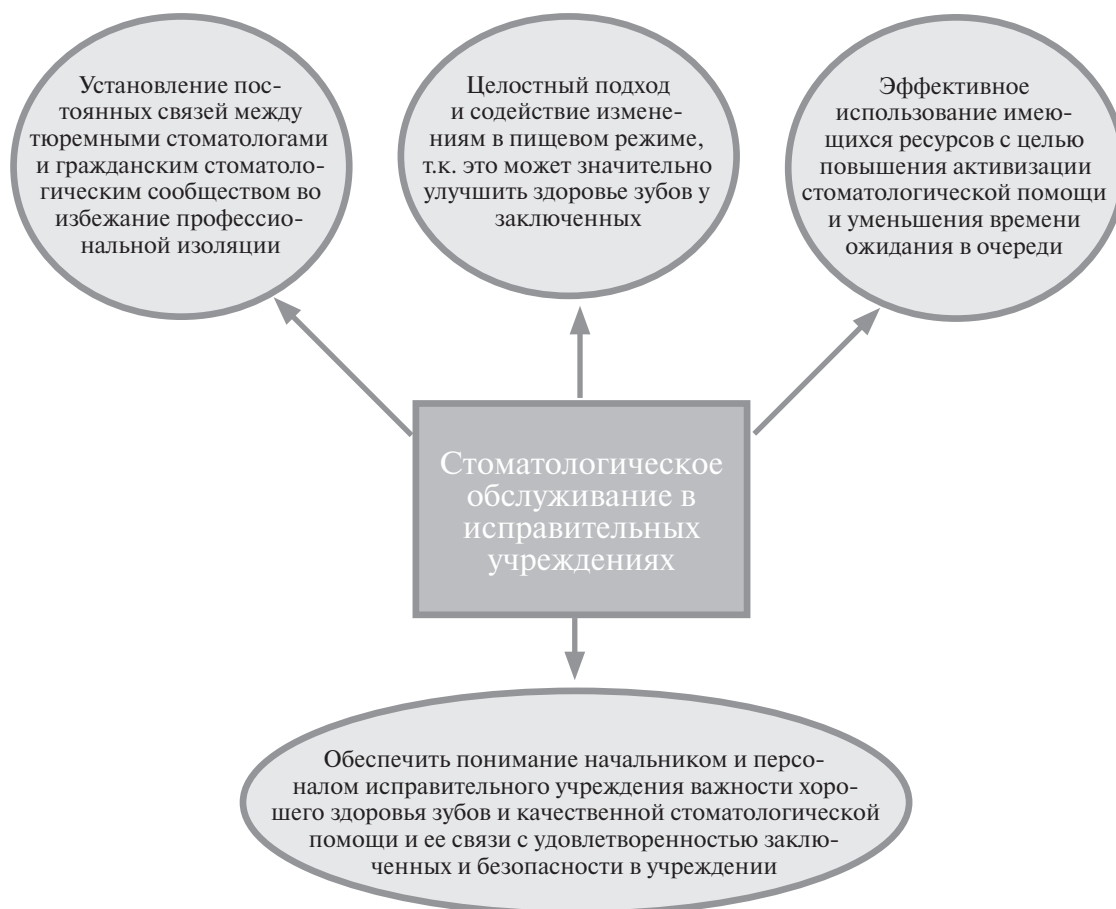 Установление пос-
тоянных связей между
тюремными стоматологами
и гражданским стоматоло-
гическим сообществом во
избежание профессио-
нальной изоляции
Целостный подход
и содействие измене-
ниям в пищевом режиме,
т.к. это может значительно
улучшить здоровье зубов у
заключенных
Эффективное
использование имею-
щихся ресурсов с целью
повышения активизации
стоматологической помощи
и уменьшения времени
ожидания в очереди
Стоматологическое
обслуживание в
исправительных
учреждениях
Обеспечить понимание начальником и персо-
налом исправительного учреждения важности хоро-
шего здоровья зубов и качественной стоматологической
помощи и ее связи с удовлетворенностью заклю-
ченных и безопасности в учреждении